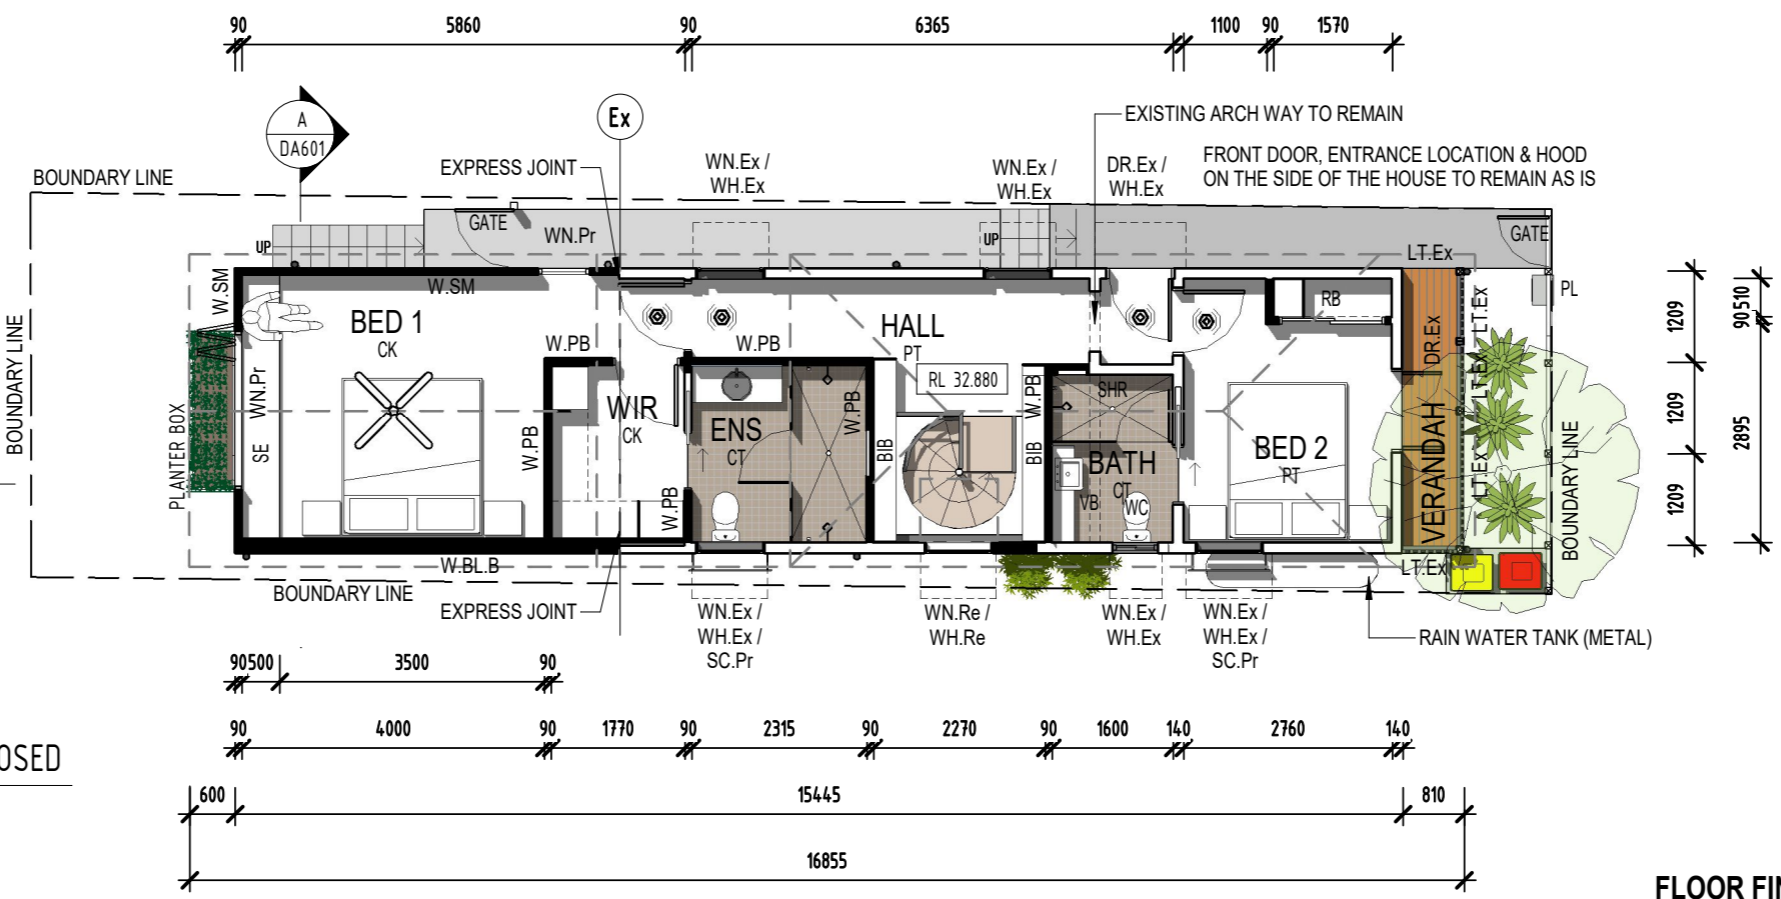 90 5860 90 6365 1100 90 1570
A
DA601
Ex
EXISTING ARCH WAY TO REMAIN
EXPRESS JOINT
WN.Ex /
WH.Ex
WN.Ex /
WH.Ex
DR.Ex /
WH.Ex
FRONT DOOR, ENTRANCE LOCATION & HOOD
ON THE SIDE OF THE HOUSE TO REMAIN AS IS
BOUNDARY LINE
GATE
WN.Pr
UP
UP
GATE
LT.Ex
W.SM
W.SM
BED 1
CK
W.PB
W.PB
HALL
PT
RB
PL
LT.Ex
LT.Ex
DR.Ex
LT.Ex
1209
90 510
BOUNDARY LINE
PLANTER BOX
WN.Pr
SE
W.PB
WIR
CK
W.PB
ENS
CT
W.PB
BIB
RL 32.880
W.PB
BIB
SHR
BATH
CT
VB
WC
BED 2
PT
VERANDAH
BOUNDARY LINE
1209
2895
1209
W.BL.B
LT.Ex
BOUNDARY LINE
EXPRESS JOINT
WN.Ex /
WH.Ex /
SC.Pr
WN.Re /
WH.Re
WN.Ex /
WH.Ex
WN.Ex /
WH.Ex /
SC.Pr
RAIN WATER TANK (METAL)
90 500 3500 90
90 4000 90 1770 90 2315 90 2270 90 1600 140 2760 140
OSED
600 15445 810
16855
FLOOR FIN